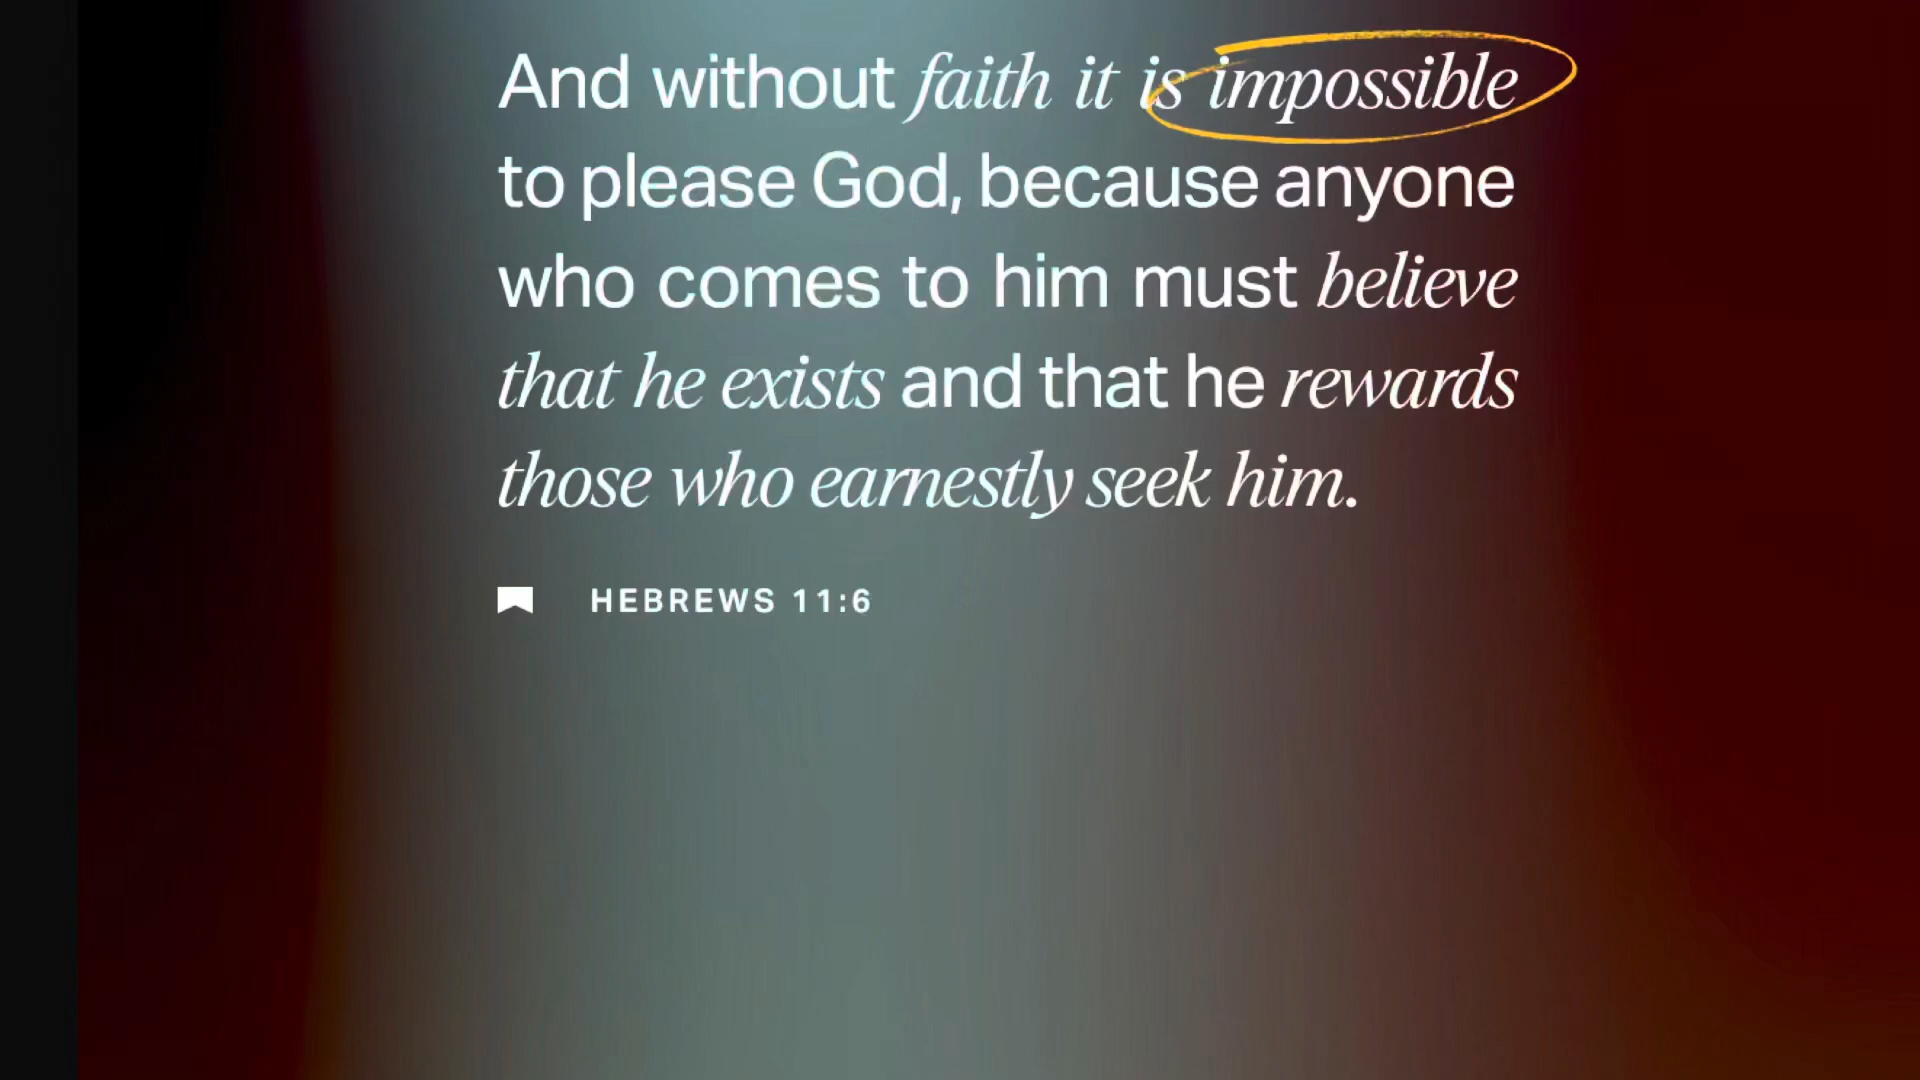 And without faith it is impossible
to please God, because anyone
who comes to him must believe
that he exists and that he rewards
those who earnestly seek him.
HEBREWS 11:6